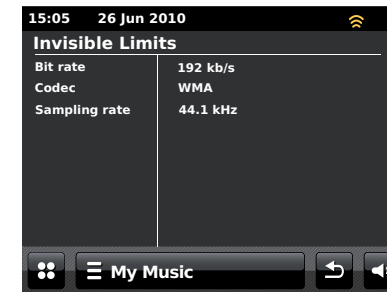 15:05 26 Jun 2010
Invisible Limits
Bit rate 192 kb/s
Codec WMA
Sampling rate 44.1 kHz
My Music